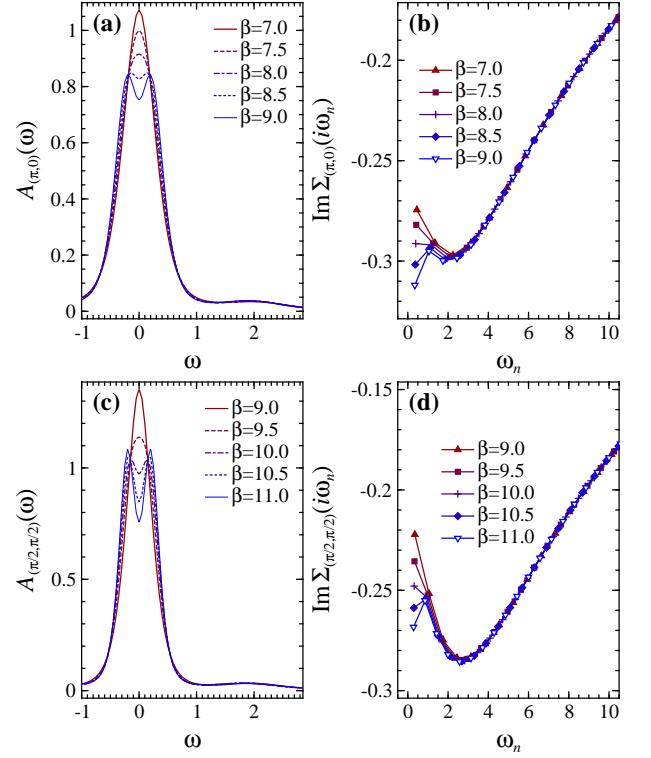 (a)
β=7.0
β=7.5
β=8.0
β=8.5
β=9.0
A(π,0)(ω)
1
0.8
0.6
0.4
0.2
0
-1 0 1 2
ω
(b)
β=7.0
β=7.5
β=8.0
β=8.5
β=9.0
Im Σ(π,0)(iωn)
-0.2
-0.25
-0.3
0 2 4 6 8 10
ωn
(c)
β=9.0
β=9.5
β=10.0
β=10.5
β=11.0
A(π/2,π/2)(ω)
1
0.5
0
-1 0 1 2
ω
(d)
β=9.0
β=9.5
β=10.0
β=10.5
β=11.0
Im Σ(π/2,π/2)(iωn)
-0.15
-0.2
-0.25
-0.3
0 2 4 6 8 10
ωn